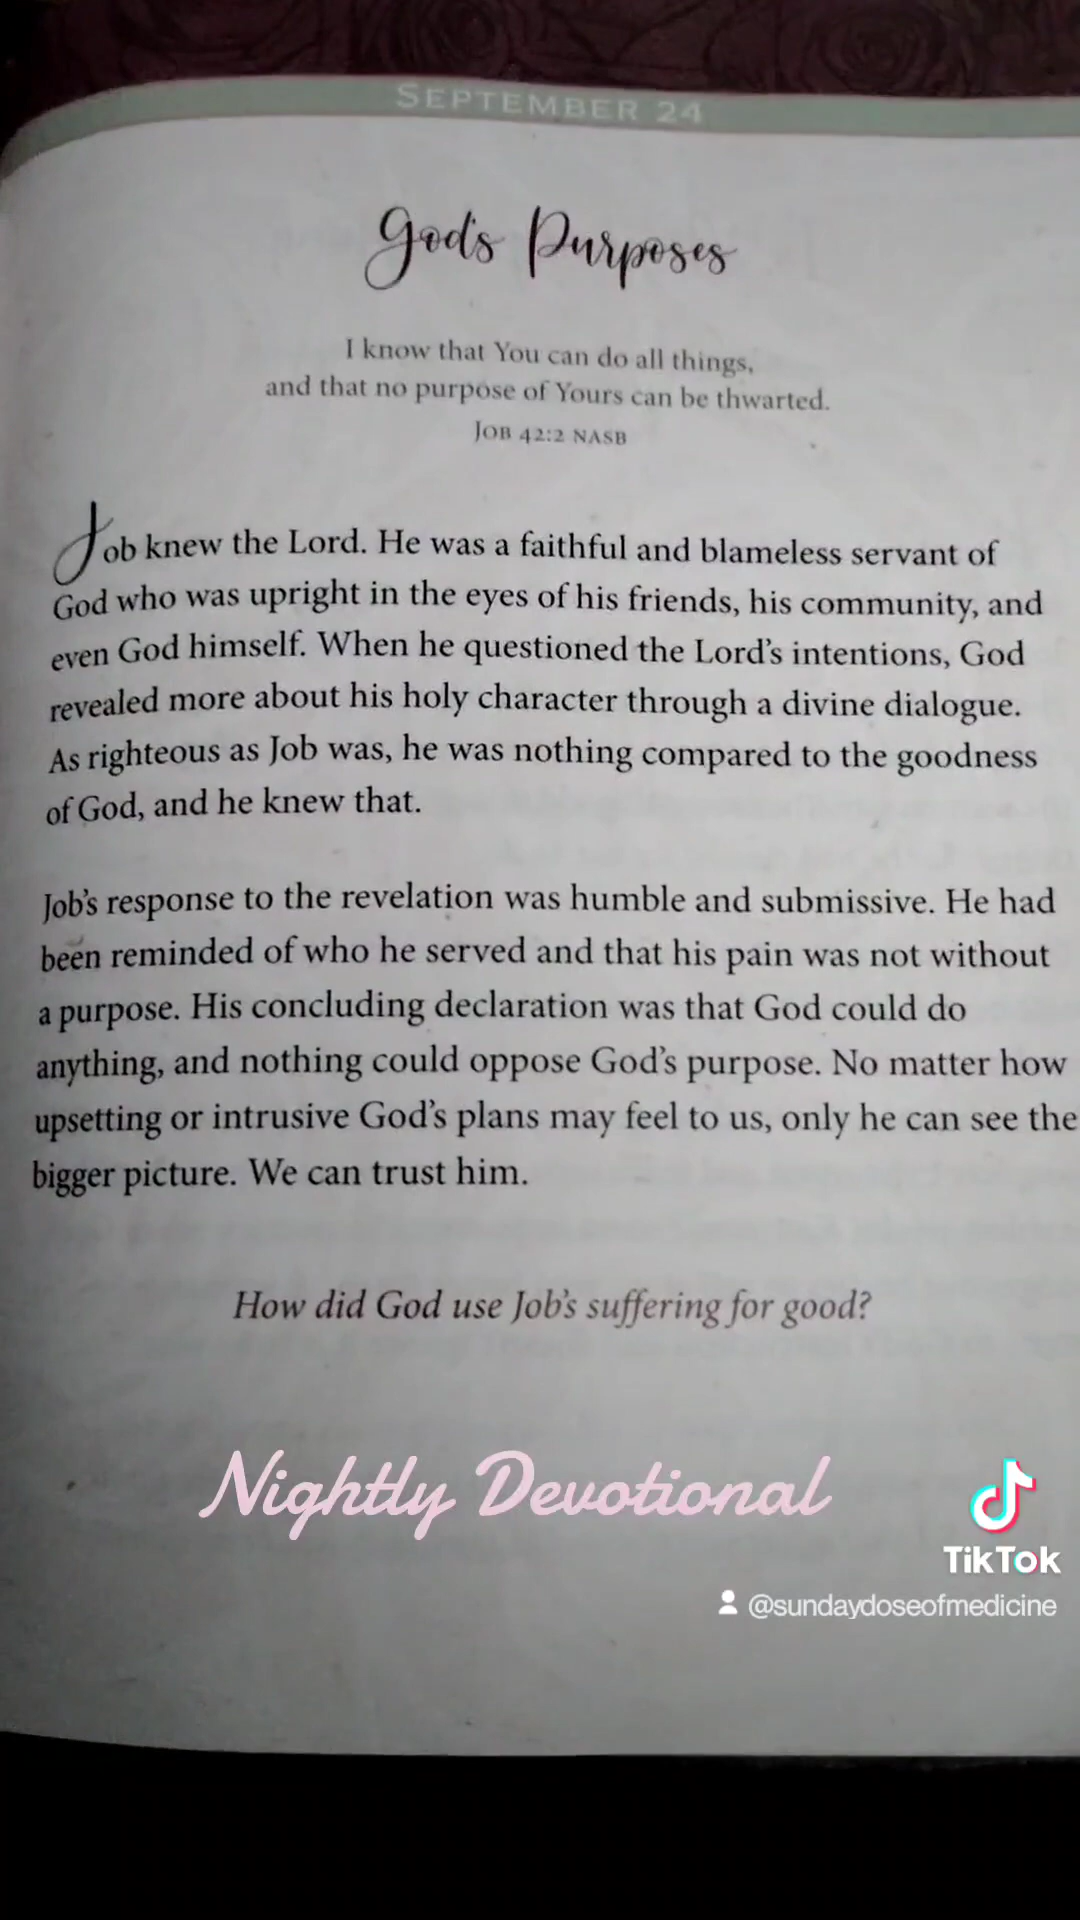 SEPTEMBER 24
God's Purposes
I know that You can do all things,
and that no purpose of Yours can be thwarted.
JOB 42:2 NASB
Job knew the Lord. He was a faithful and blameless servant of
God who was upright in the eyes of his friends, his community, and
even God himself. When he questioned the Lord's intentions, God
revealed more about his holy character through a divine dialogue.
As righteous as Job was, he was nothing compared to the goodness
of God, and he knew that.
Job's response to the revelation was humble and submissive. He had
been reminded of who he served and that his pain was not without
a purpose. His concluding declaration was that God could do
anything, and nothing could oppose God's purpose. No matter how
upsetting or intrusive God's plans may feel to us, only he can see the
bigger picture. We can trust him.
How did God use Job's suffering for good?
Nightly Devotional
TikTok
@sundaydoseofmedicine